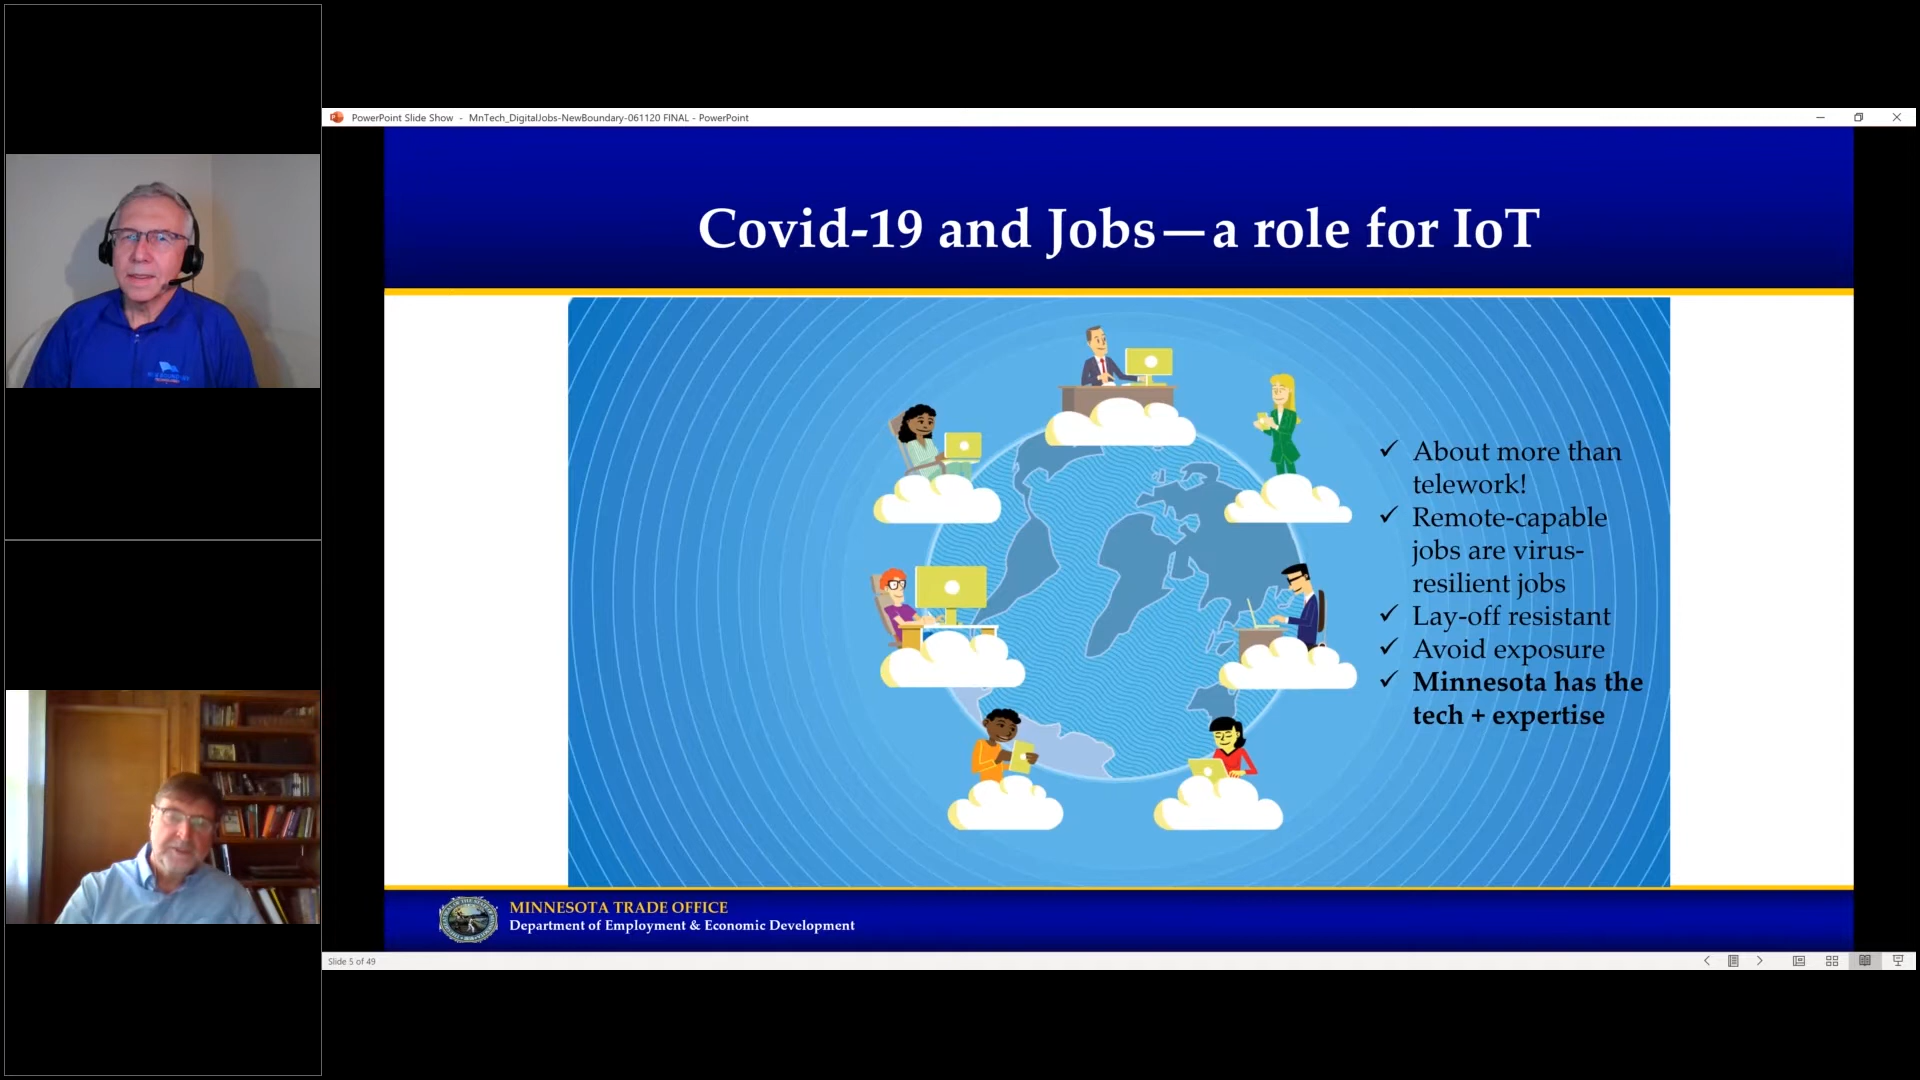 PowerPoint Slide Show - MnTech_DigitalJobs-NewBoundary-061120 FINAL - PowerPoint
Covid-19 and Jobs—a role for IoT
✓ About more than
telework!
✓ Remote-capable
jobs are virus-
resilient jobs
✓ Lay-off resistant
✓ Avoid exposure
✓ Minnesota has the
tech + expertise
MINNESOTA TRADE OFFICE
Department of Employment & Economic Development
Slide 5 of 49